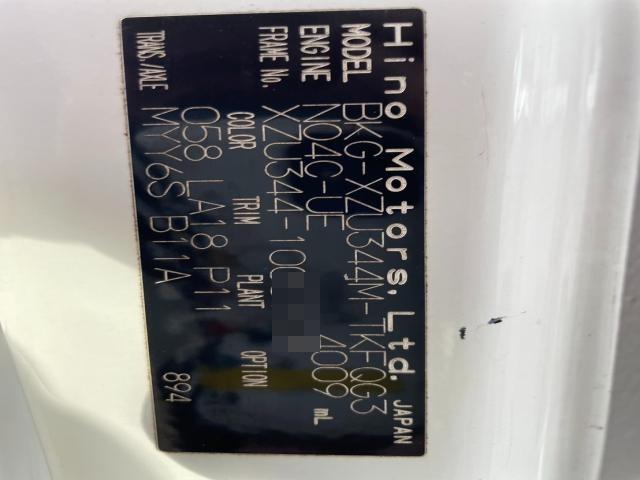 Hino Motors, Ltd. JAPAN
MODEL BKG-XZU344M-TKFQG3
ENGINE N04C-UE 4009 mL
FRAME No. XZU344-100
COLOR TRIM PLANT OPTION
058 LA18 P11
TRANS./AXLE MYY6S B11A 894